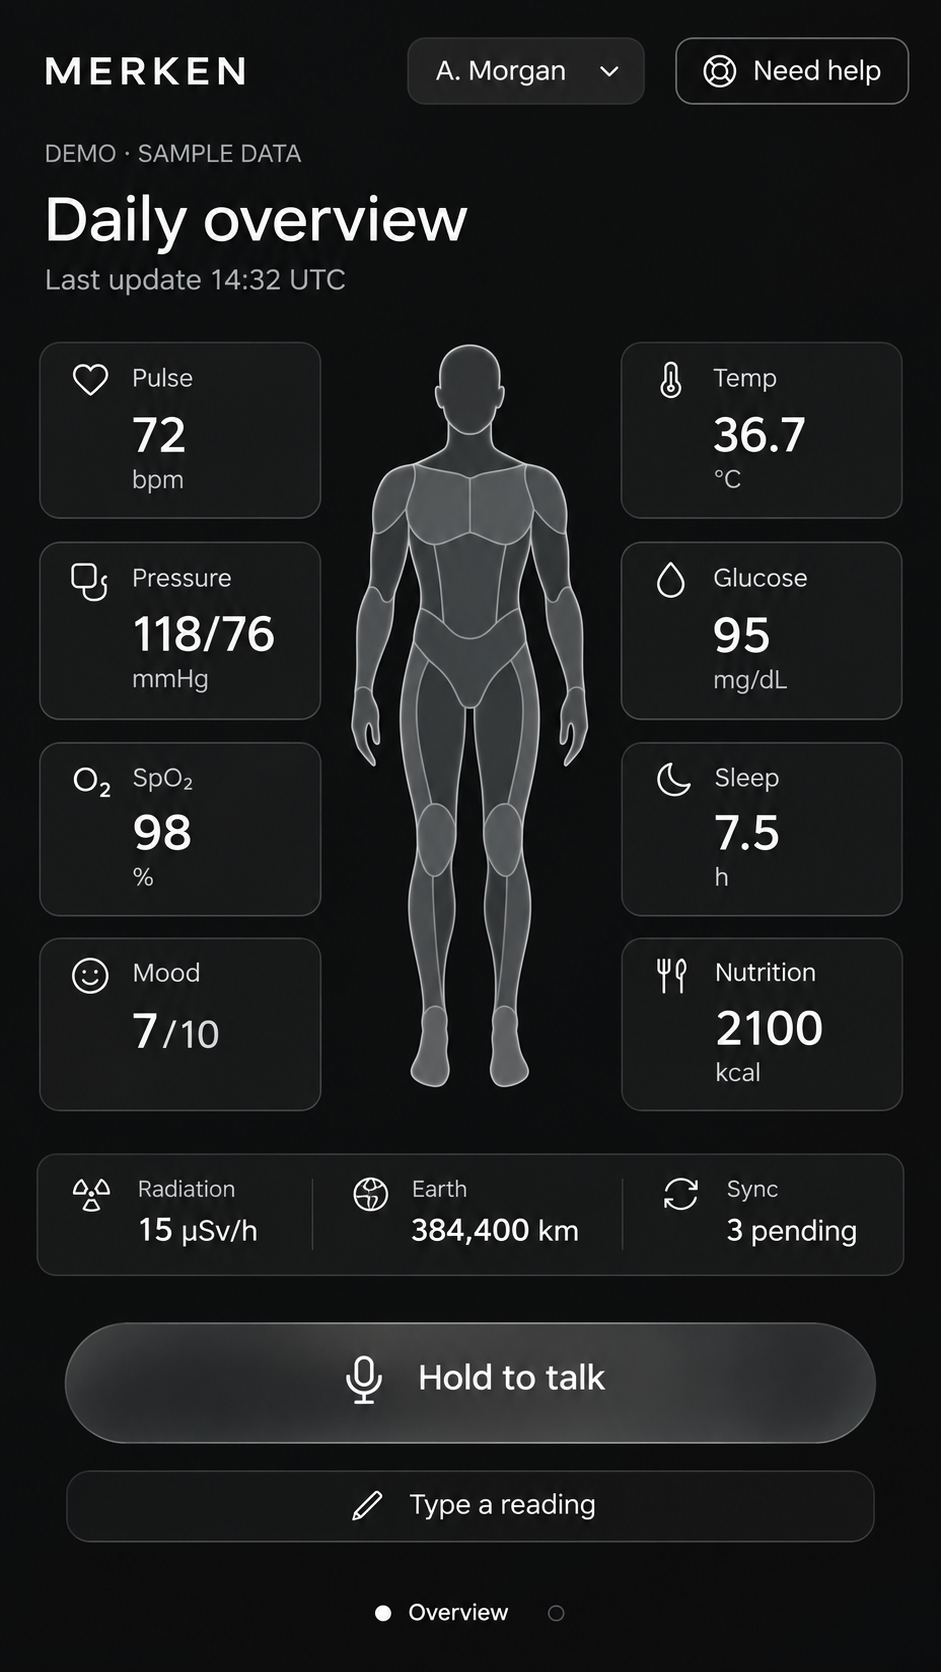 MERKEN
A. Morgan
Need help
DEMO · SAMPLE DATA
Daily overview
Last update 14:32 UTC
Pulse
72
bpm
Temp
36.7
°C
Pressure
118/76
mmHg
Glucose
95
mg/dL
O₂ SpO₂
98
%
Sleep
7.5
h
Mood
7/10
Nutrition
2100
kcal
Radiation
15 µSv/h
Earth
384,400 km
Sync
3 pending
Hold to talk
Type a reading
Overview